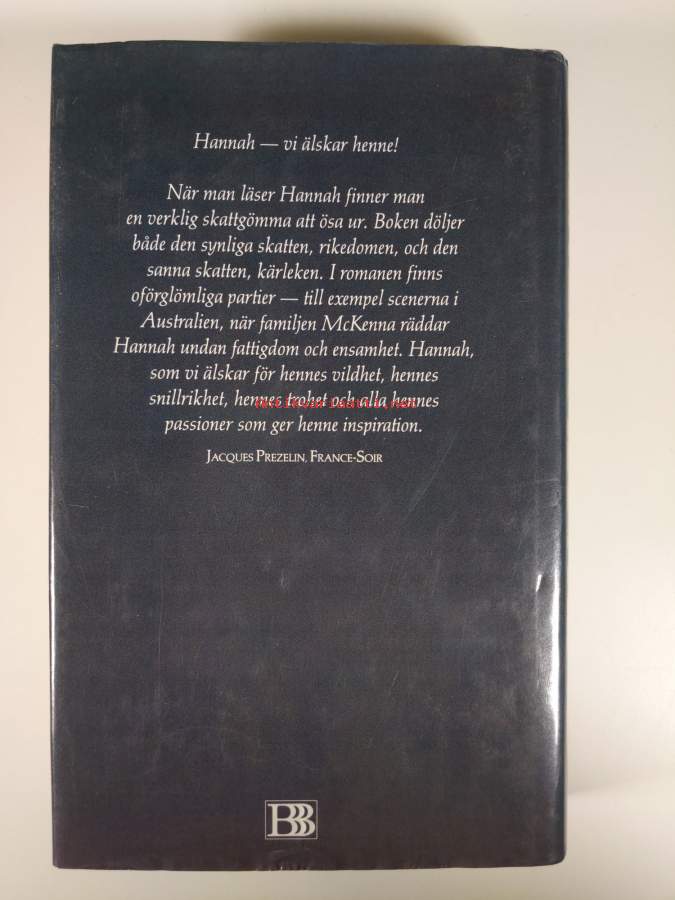 Hannah — vi älskar henne!
När man läser Hannah finner man
en verklig skattgömma att ösa ur. Boken döljer
både den synliga skatten, rikedomen, och den
sanna skatten, kärleken. I romanen finns
oförglömliga partier — till exempel scenerna i
Australien, när familjen McKenna räddar
Hannah undan fattigdom och ensamhet. Hannah,
som vi älskar för hennes vildhet, hennes
snillrikhet, hennes trohet och alla hennes
passioner som ger henne inspiration.
JACQUES PREZELIN, FRANCE-SOIR
BBB